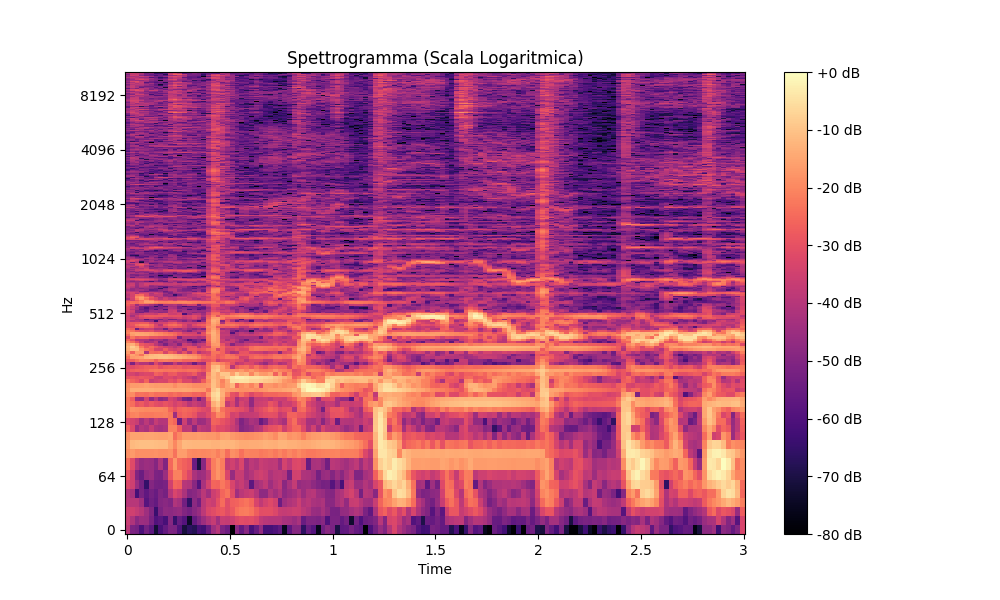 Spettrogramma (Scala Logaritmica)
Hz
8192
4096
2048
1024
512
256
128
64
0
0
0.5
1
1.5
2
2.5
3
Time
+0 dB
-10 dB
-20 dB
-30 dB
-40 dB
-50 dB
-60 dB
-70 dB
-80 dB